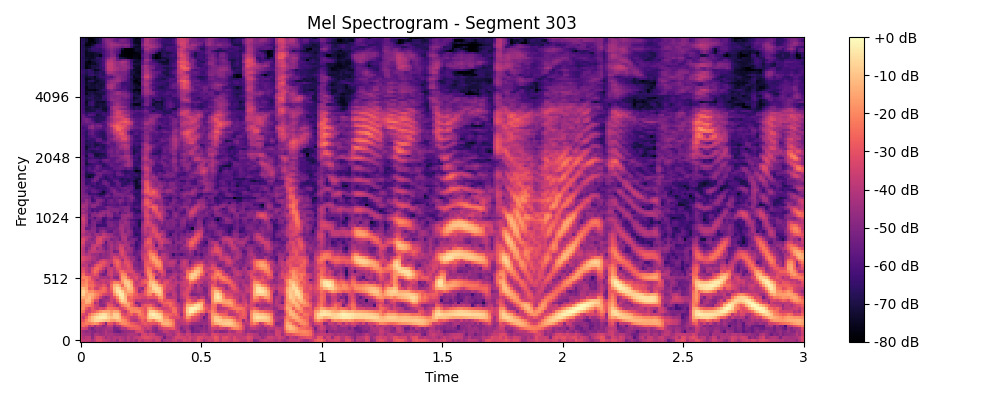 Mel Spectrogram - Segment 303
Frequency
4096
2048
1024
512
0
0
0.5
1
1.5
2
2.5
3
Time
+0 dB
-10 dB
-20 dB
-30 dB
-40 dB
-50 dB
-60 dB
-70 dB
-80 dB